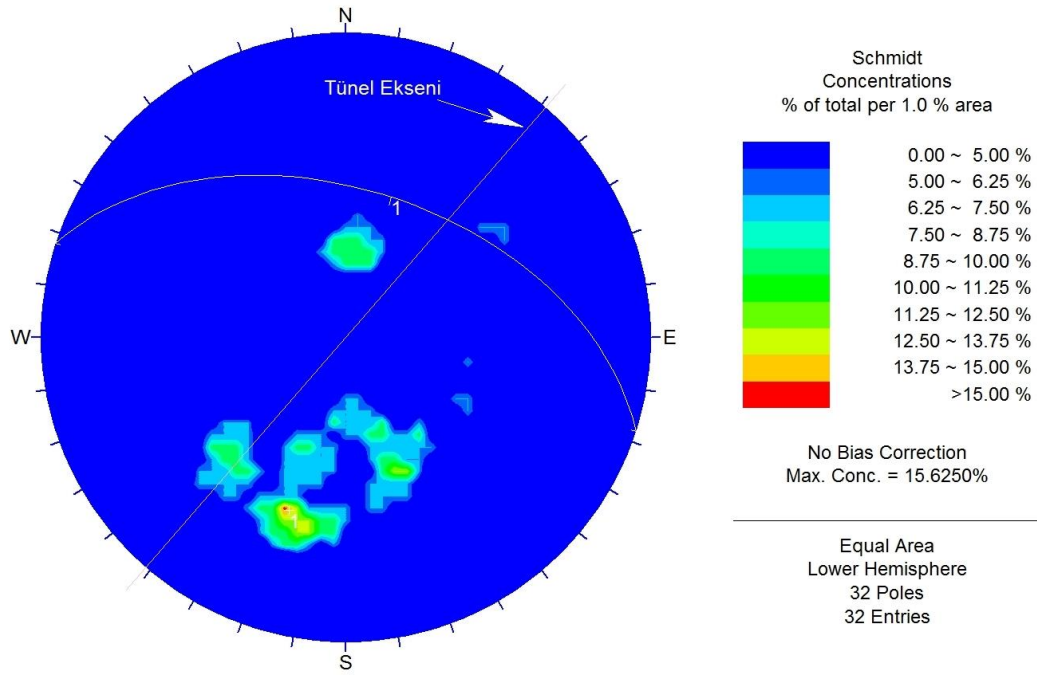 N
Tünel Ekseni
1
W
E
1
S
Schmidt
Concentrations
% of total per 1.0 % area
0.00 ~ 5.00 %
5.00 ~ 6.25 %
6.25 ~ 7.50 %
7.50 ~ 8.75 %
8.75 ~ 10.00 %
10.00 ~ 11.25 %
11.25 ~ 12.50 %
12.50 ~ 13.75 %
13.75 ~ 15.00 %
>15.00 %
No Bias Correction
Max. Conc. = 15.6250%
Equal Area
Lower Hemisphere
32 Poles
32 Entries